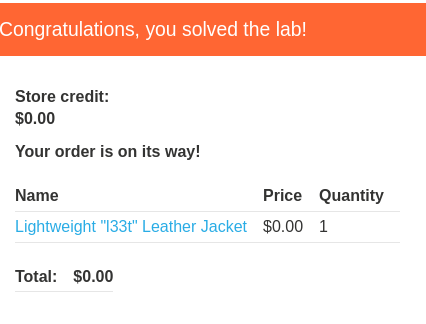 Congratulations, you solved the lab!
Store credit:
$0.00
Your order is on its way!
Name Price Quantity
Lightweight "l33t" Leather Jacket $0.00 1
Total: $0.00